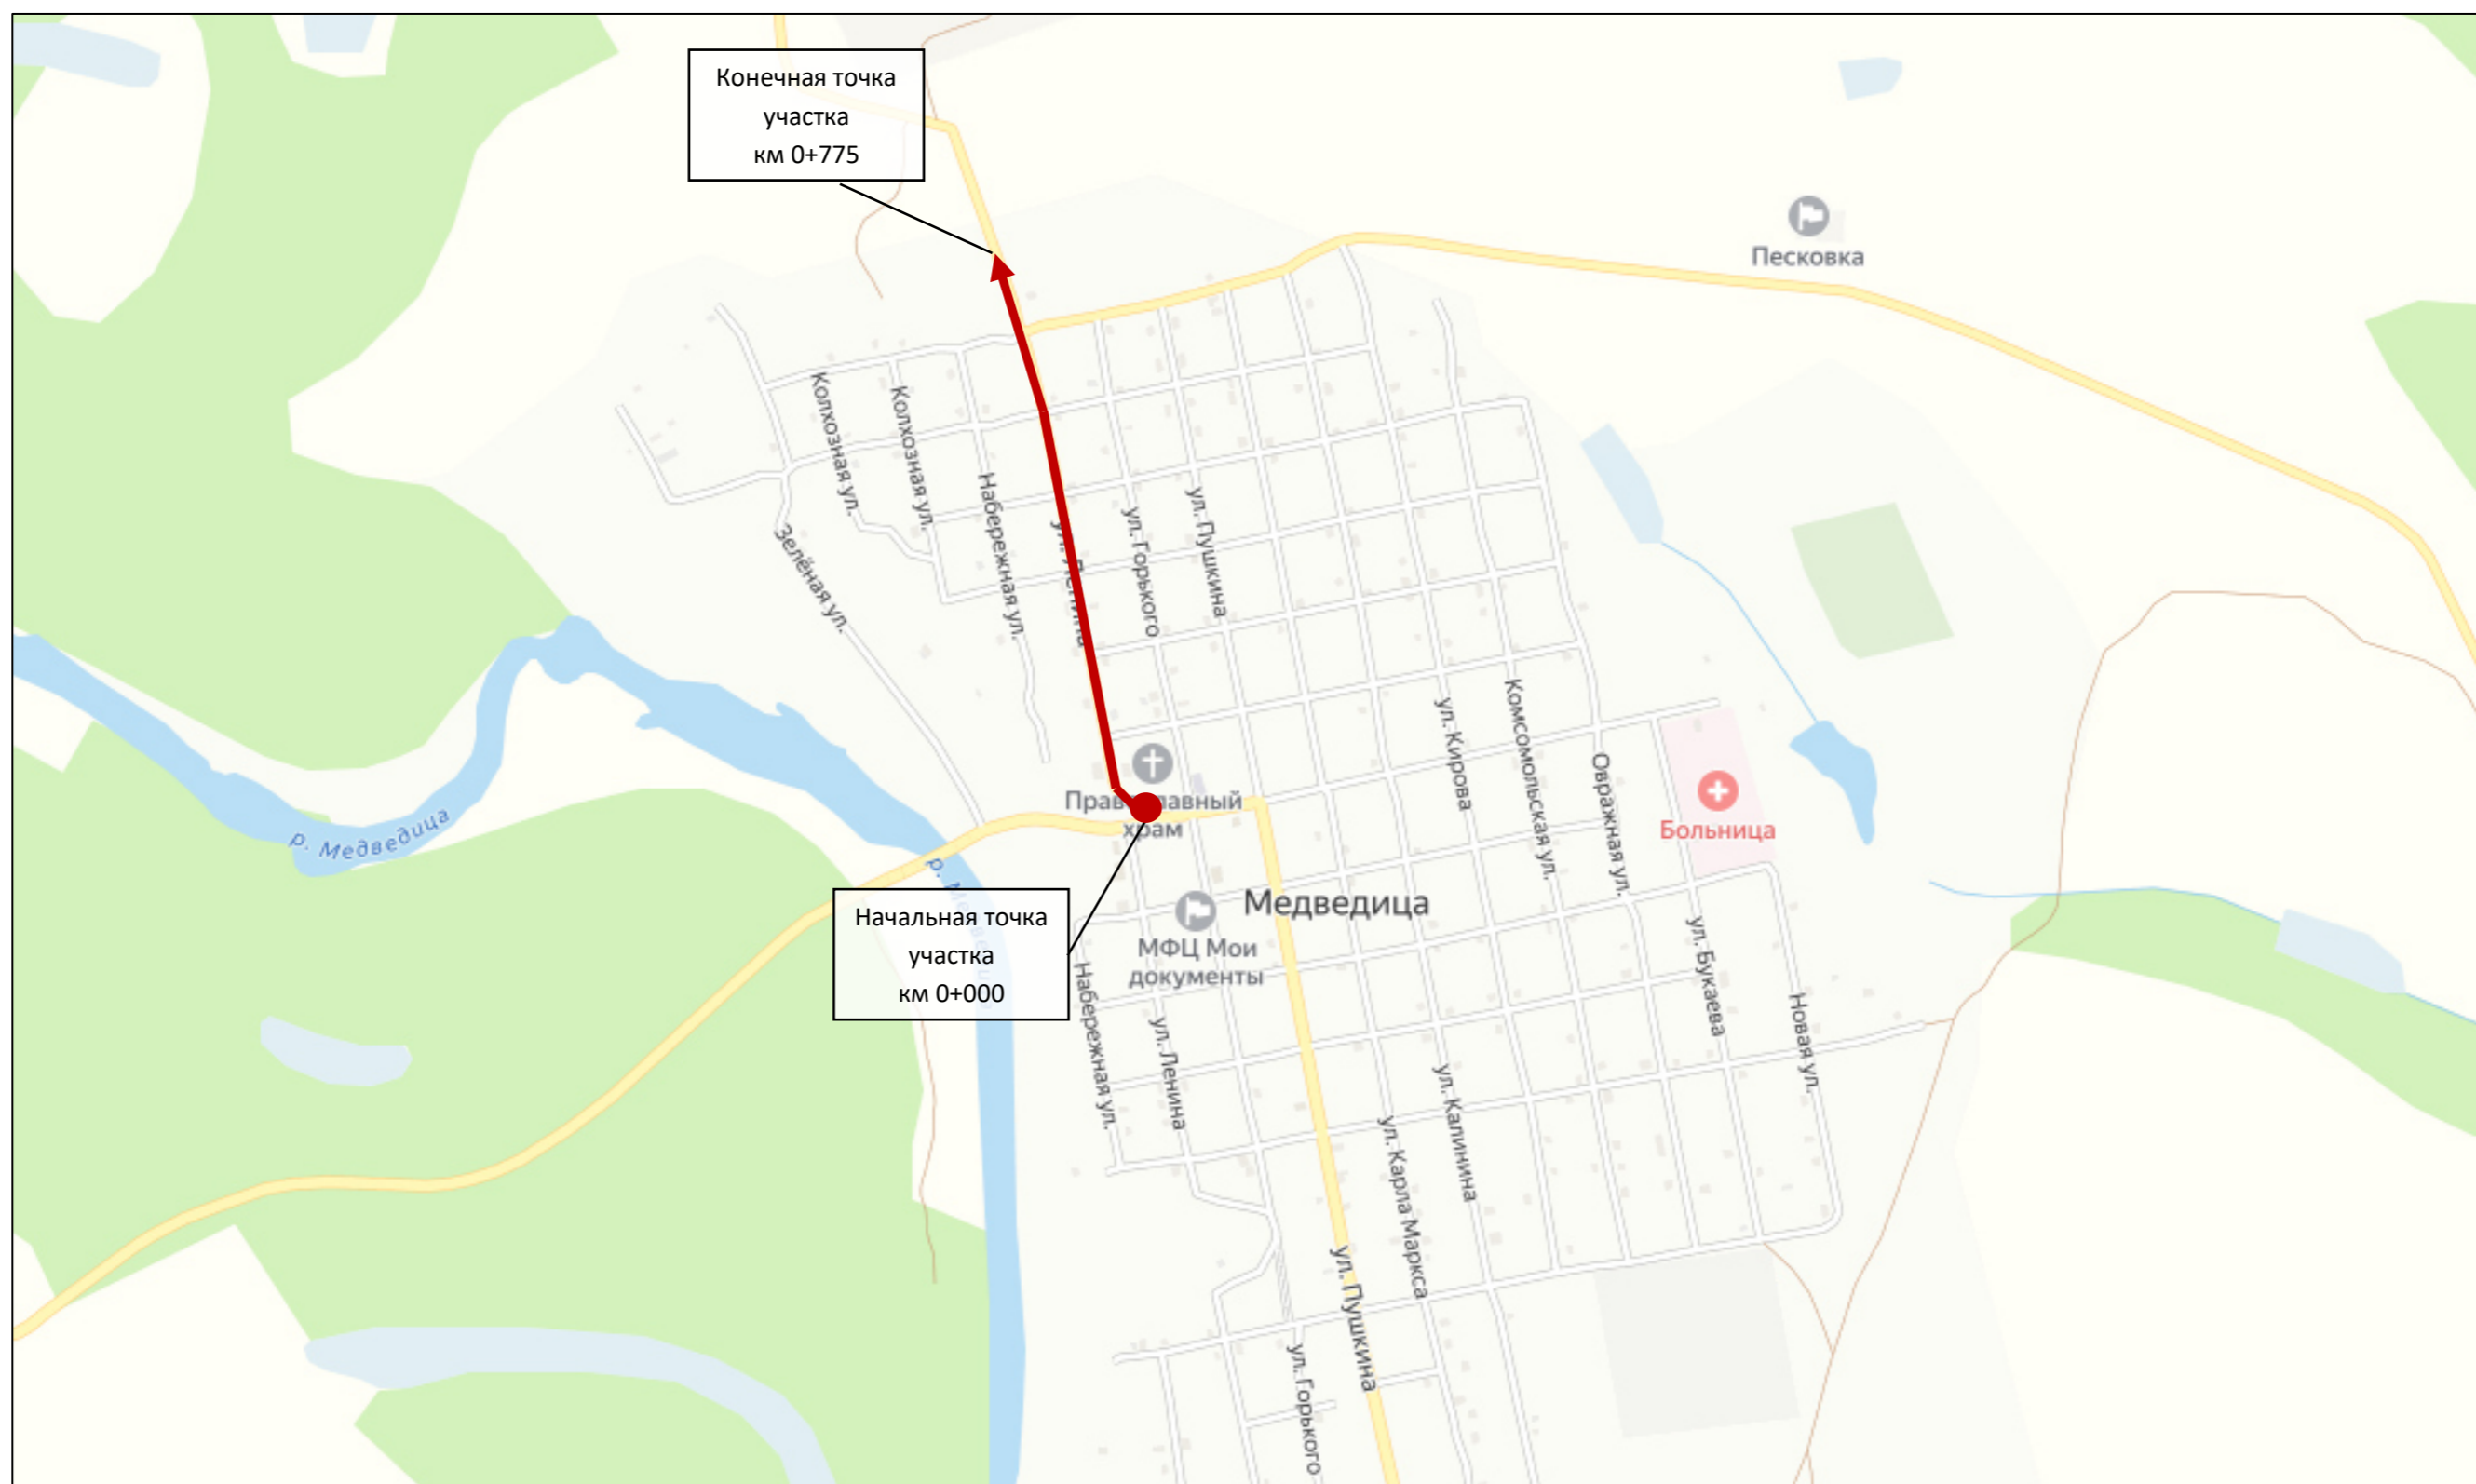 Конечная точка
участка
км 0+775
Песковка
Колхозная ул.
Колхозная ул.
Набережная ул.
ул. Ленина
ул. Горького
ул. Пушкина
Зелёная ул.
Комсомольская ул.
ул. Кирова
Овражная ул.
Православный
храм
Больница
р. Медведица
р. Медведица
Начальная точка
участка
км 0+000
Медведица
МФЦ Мои
документы
Набережная ул.
ул. Ленина
ул. Букаева
Новая ул.
ул. Калинина
ул. Карла Маркса
ул. Пушкина
ул. Горького